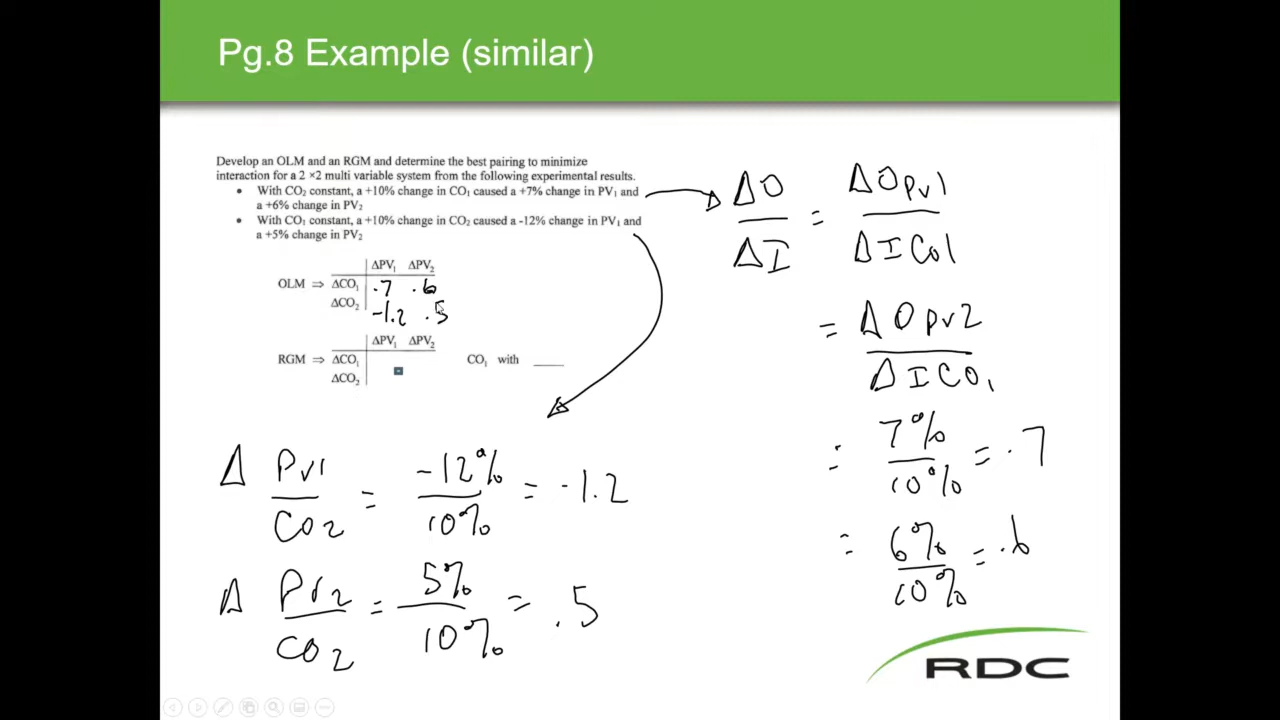 Pg.8 Example (similar)
Develop an OLM and an RGM and determine the best pairing to minimize
interaction for a 2 ×2 multi variable system from the following experimental results.
• With CO₂ constant, a +10% change in CO₁ caused a +7% change in PV₁ and
a +6% change in PV₂
• With CO₁ constant, a +10% change in CO₂ caused a -12% change in PV₁ and
a +5% change in PV₂
ΔPV₁ ΔPV₂
OLM ⇒ ΔCO₁ .7 .6
ΔCO₂ -1.2 .5
ΔPV₁ ΔPV₂
RGM ⇒ ΔCO₁
ΔCO₂
CO₁ with ____
ΔO/ΔI = ΔOPV1/ΔICO1
= ΔOPV2/ΔICO₁
= 7%/10% = .7
= 6%/10% = .6
Δ PV1/CO2 = -12%/10% = -1.2
Δ PV2/CO2 = 5%/10% = .5
RDC